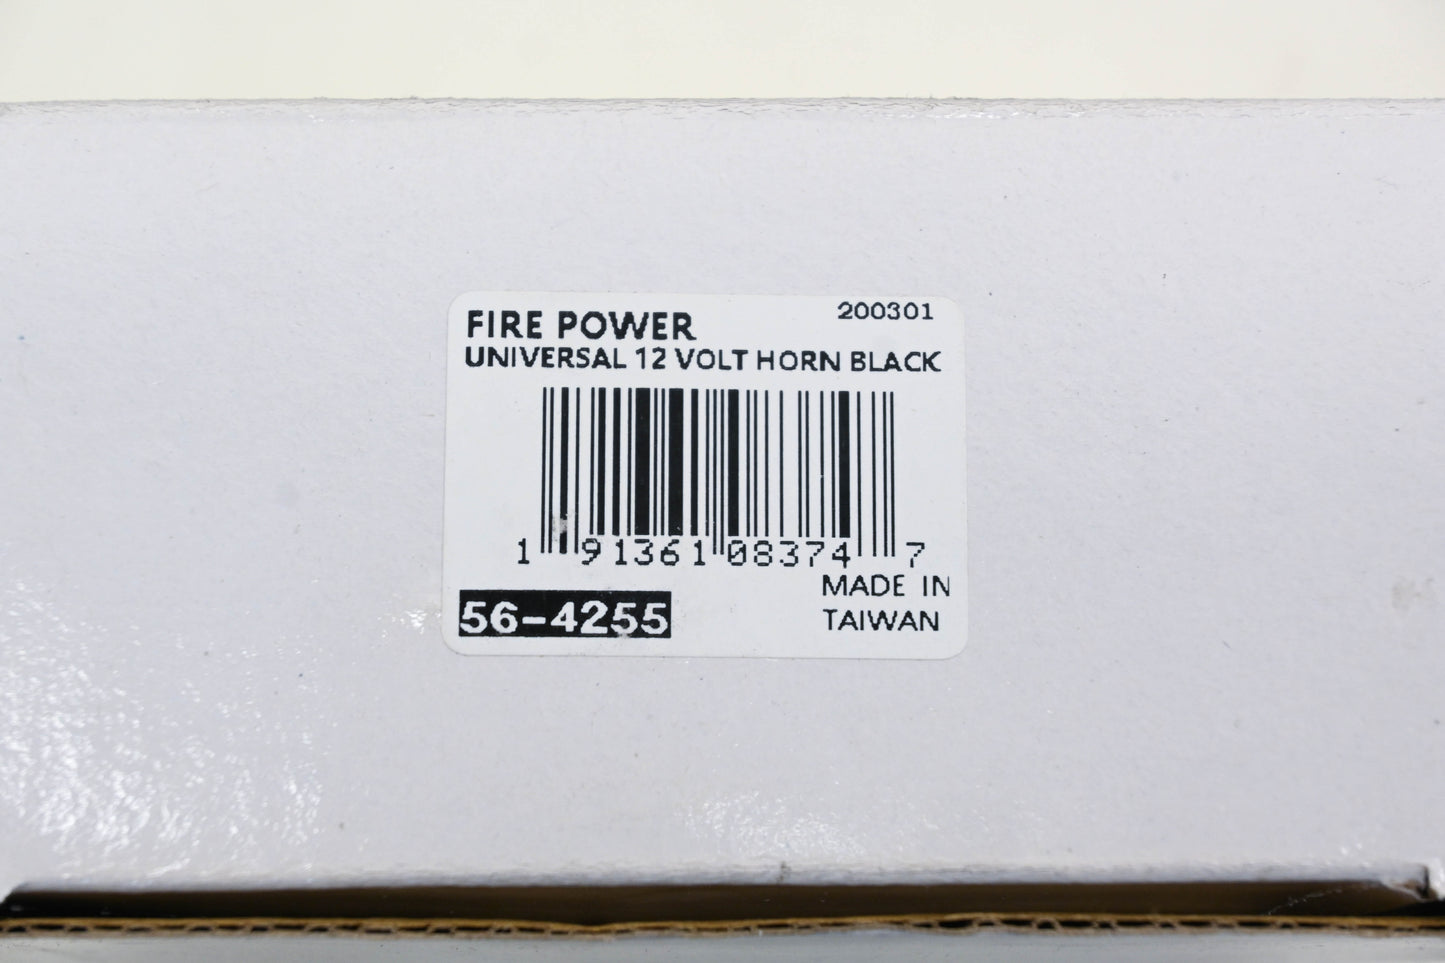 FIRE POWER 200301
UNIVERSAL 12 VOLT HORN BLACK
1 91361 08374 7
56-4255 MADE IN
TAIWAN